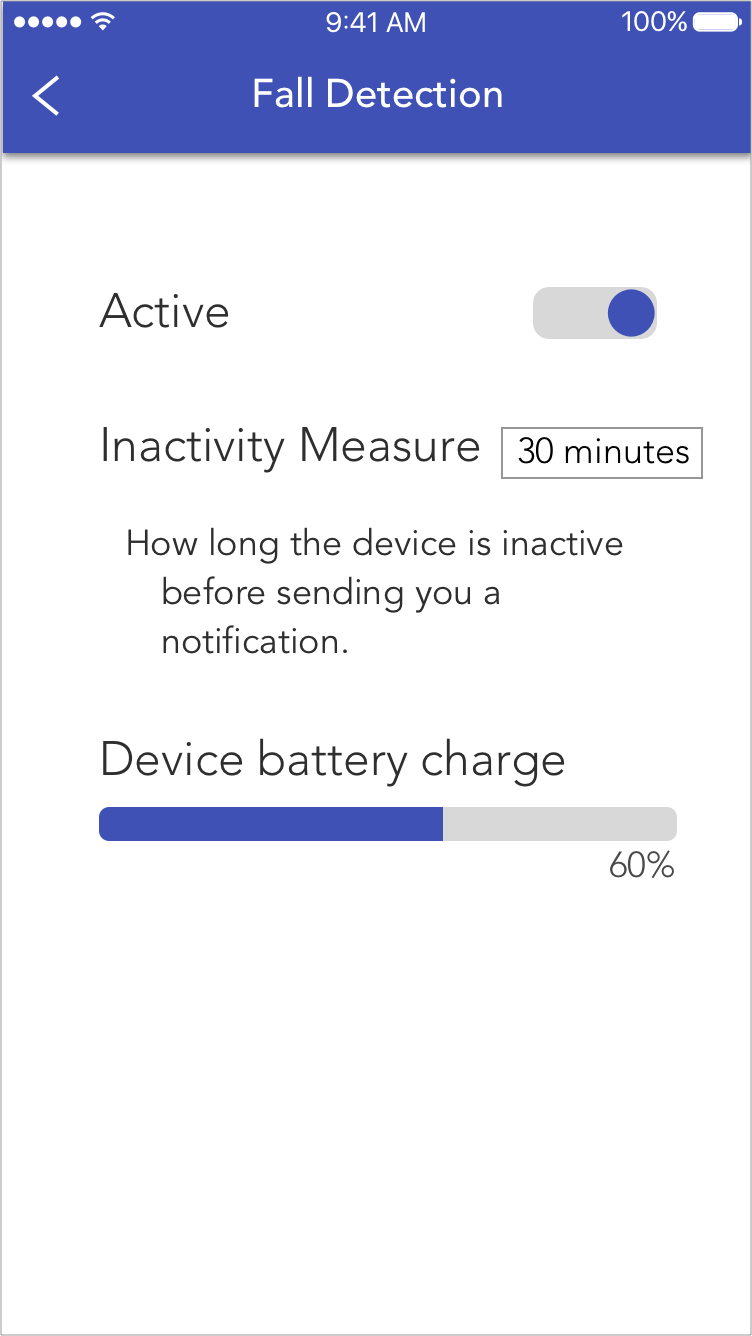 9:41 AM 100%
Fall Detection
Active
Inactivity Measure 30 minutes
How long the device is inactive
before sending you a
notification.
Device battery charge
60%